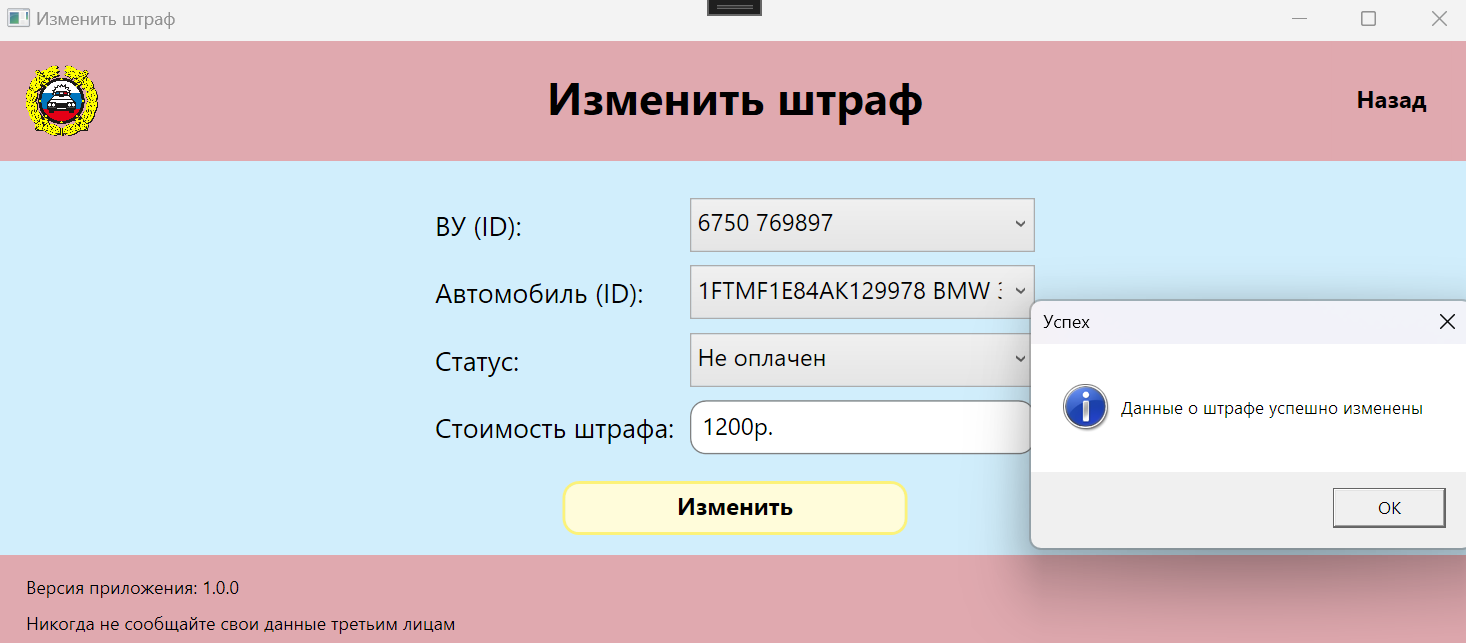 Изменить штраф
Изменить штраф
Назад
ВУ (ID):
6750 769897
Автомобиль (ID):
1FTMF1E84AK129978 BMW
Статус:
Не оплачен
Стоимость штрафа:
1200р.
Изменить
Успех
Данные о штрафе успешно изменены
OK
Версия приложения: 1.0.0
Никогда не сообщайте свои данные третьим лицам